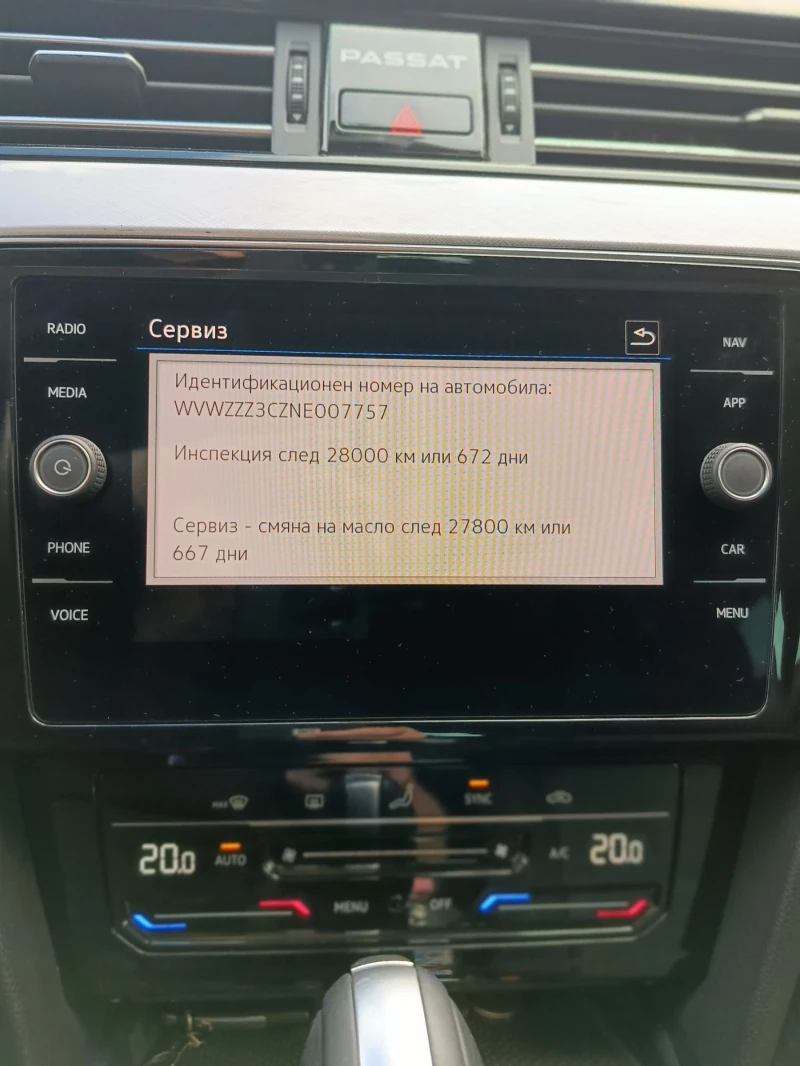 PASSAT
RADIO
MEDIA
PHONE
VOICE
Сервиз
Идентификационен номер на автомобила:
WVWZZZ3CZNE007757
Инспекция след 28000 км или 672 дни
Сервиз - смяна на масло след 27800 км или
667 дни
NAV
APP
CAR
MENU
MAX
SYNC
20.0
AUTO
A/C
20.0
MENU
OFF